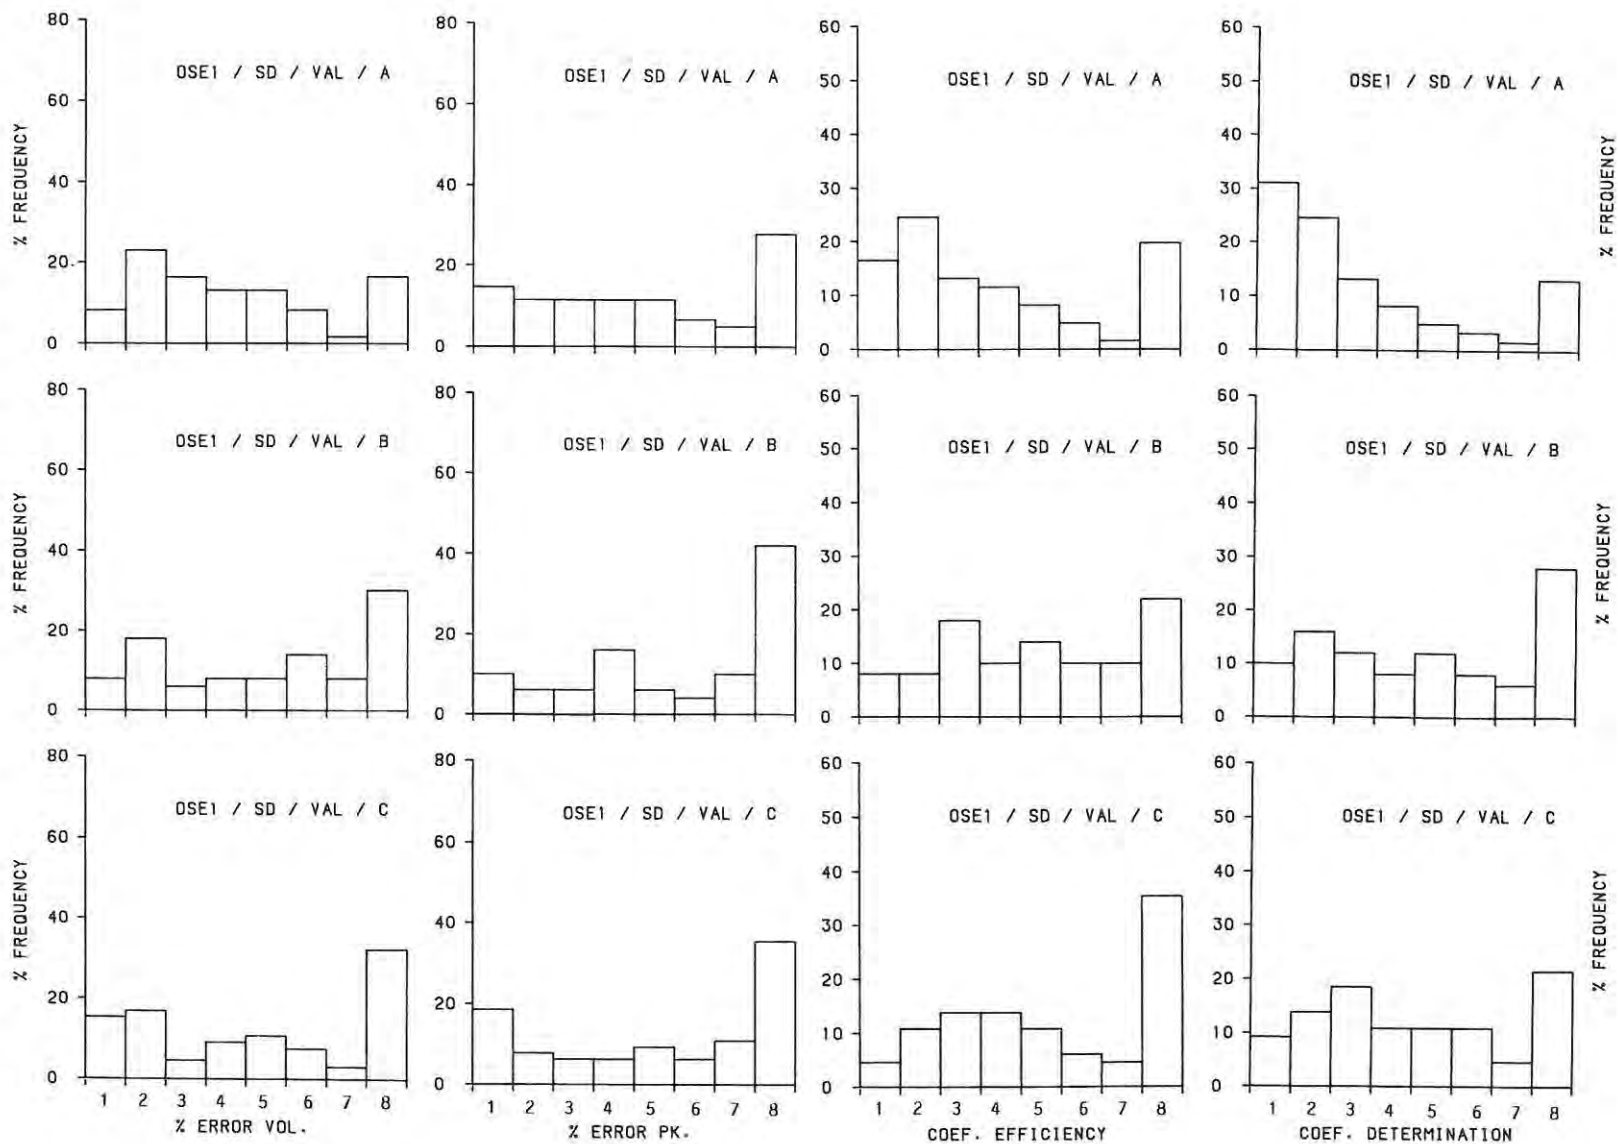 80 80 60 60
OSE1 / SD / VAL / A OSE1 / SD / VAL / A OSE1 / SD / VAL / A OSE1 / SD / VAL / A
60 60 50 50
40 40 40 40
20 20 30 30
0 0 20 20
10 10
0 0
% FREQUENCY
% FREQUENCY
80 80 60 60
OSE1 / SD / VAL / B OSE1 / SD / VAL / B OSE1 / SD / VAL / B OSE1 / SD / VAL / B
60 60 50 50
40 40 40 40
20 20 30 30
0 0 20 20
10 10
0 0
% FREQUENCY
% FREQUENCY
80 80 60 60
OSE1 / SD / VAL / C OSE1 / SD / VAL / C OSE1 / SD / VAL / C OSE1 / SD / VAL / C
60 60 50 50
40 40 40 40
20 20 30 30
0 0 20 20
10 10
0 0
% FREQUENCY
% FREQUENCY
1 2 3 4 5 6 7 8 1 2 3 4 5 6 7 8 1 2 3 4 5 6 7 8 1 2 3 4 5 6 7 8
% ERROR VOL. % ERROR PK. COEF. EFFICIENCY COEF. DETERMINATION